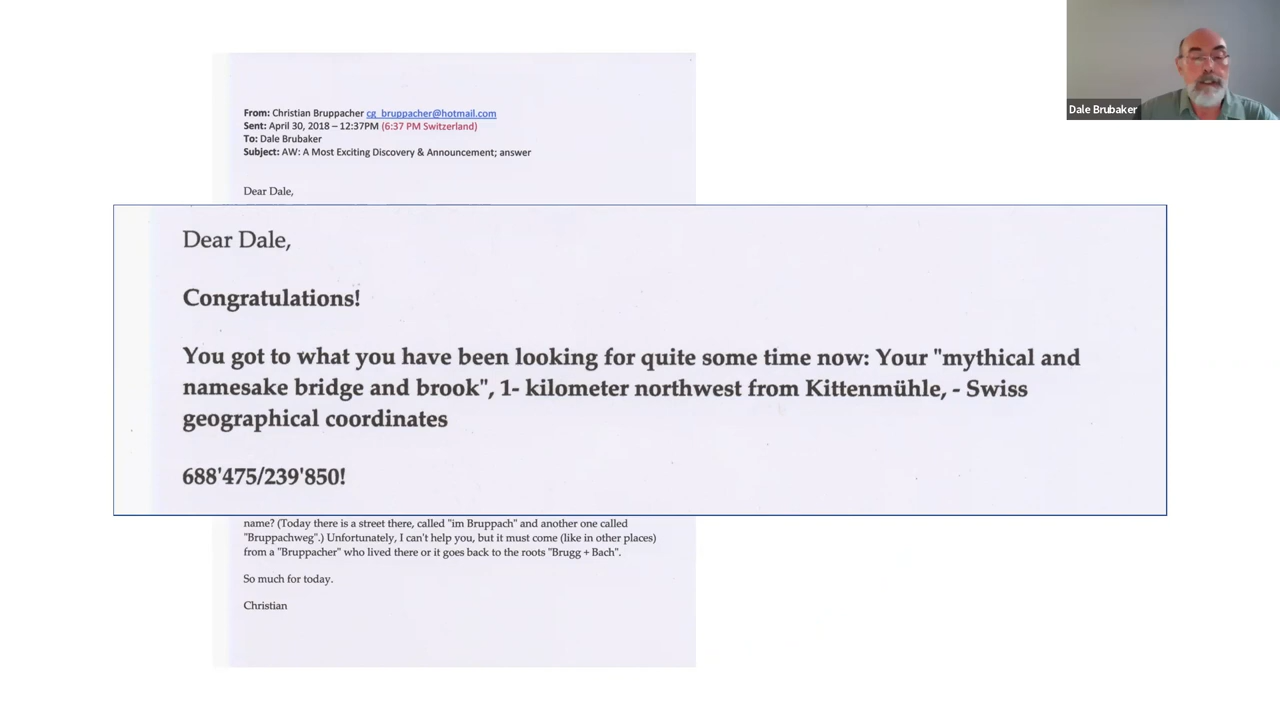 Dale Brubaker
From: Christian Bruppacher cg_bruppacher@hotmail.com
Sent: April 30, 2018 – 12:37PM (6:37 PM Switzerland)
To: Dale Brubaker
Subject: AW: A Most Exciting Discovery & Announcement; answer
Dear Dale,
Dear Dale,
Congratulations!
You got to what you have been looking for quite some time now: Your "mythical and
namesake bridge and brook", 1- kilometer northwest from Kittenmühle, - Swiss
geographical coordinates
688'475/239'850!
name? (Today there is a street there, called "im Bruppach" and another one called
"Bruppachweg".) Unfortunately, I can't help you, but it must come (like in other places)
from a "Bruppacher" who lived there or it goes back to the roots "Brugg + Bach".
So much for today.
Christian